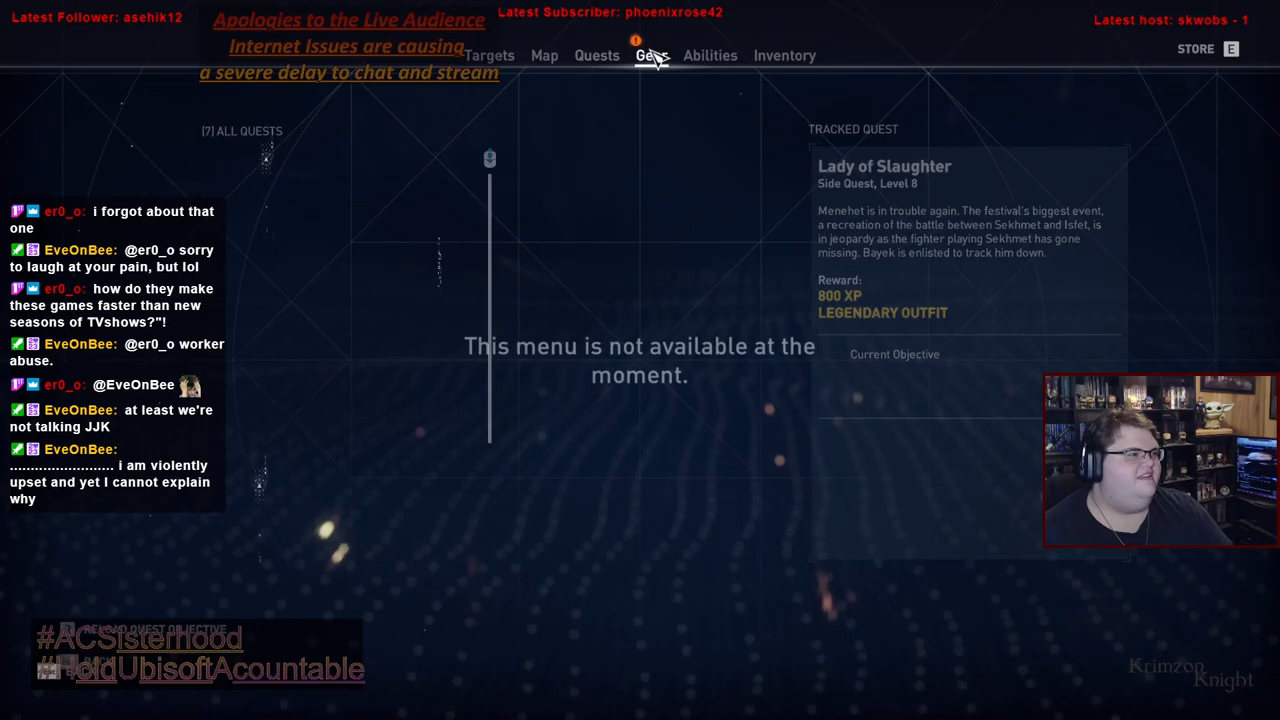 Latest Follower: asehik12
Latest Subscriber: phoenixrose42
Latest host: skwobs - 1
Apologies to the Live Audience
Internet Issues are causing
a severe delay to chat and stream
Targets
Map
Quests
Gear
Abilities
Inventory
STORE E
(7) ALL QUESTS
TRACKED QUEST
Lady of Slaughter
Side Quest, Level 8
Menehet is in trouble again. The festival's biggest event,
a recreation of the battle between Sekhmet and Isfet, is
in jeopardy as the fighter playing Sekhmet has gone
missing. Bayek is enlisted to track him down.
Reward:
800 XP
LEGENDARY OUTFIT
Current Objective
This menu is not available at the
moment.
er0_o: i forgot about that
one
EveOnBee: @er0_o sorry
to laugh at your pain, but lol
er0_o: how do they make
these games faster than new
seasons of TVshows?"!
EveOnBee: @er0_o worker
abuse.
er0_o: @EveOnBee
EveOnBee: at least we're
not talking JJK
EveOnBee:
......................... i am violently
upset and yet I cannot explain
why
RELOAD QUEST OBJECTIVE
#ACSisterhood
#HoldUbisoftAcountable
Krimzon
Knight